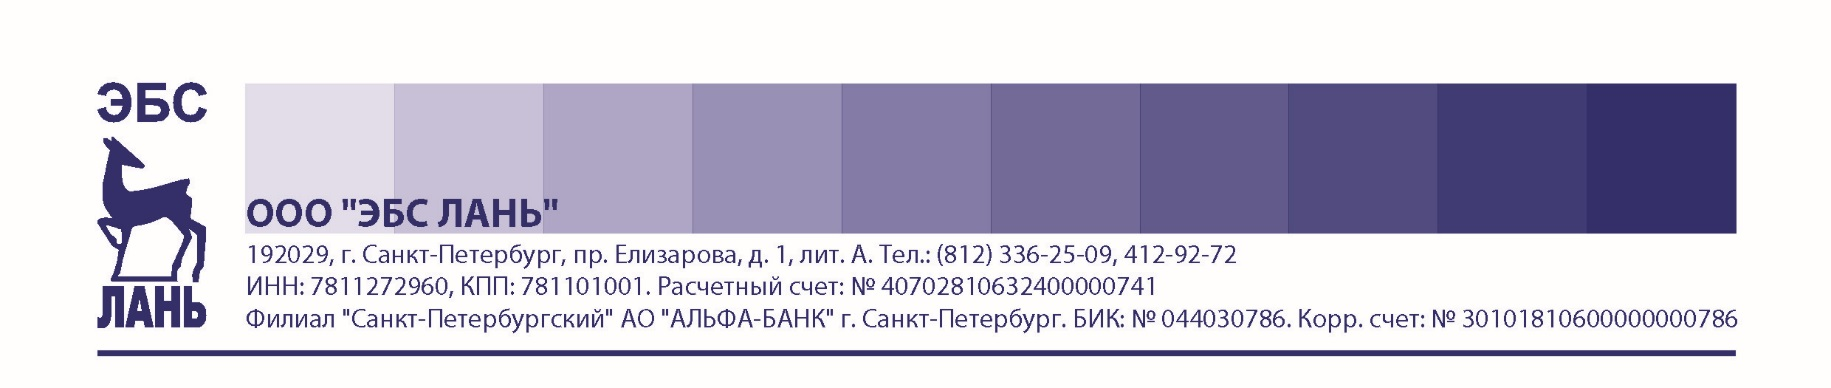 ЭБС
ЛАНЬ
ООО "ЭБС ЛАНЬ"
192029, г. Санкт-Петербург, пр. Елизарова, д. 1, лит. А. Тел.: (812) 336-25-09, 412-92-72
ИНН: 7811272960, КПП: 781101001. Расчетный счет: № 40702810632400000741
Филиал "Санкт-Петербургский" АО "АЛЬФА-БАНК" г. Санкт-Петербург. БИК: № 044030786. Корр. счет: № 30101810600000000786